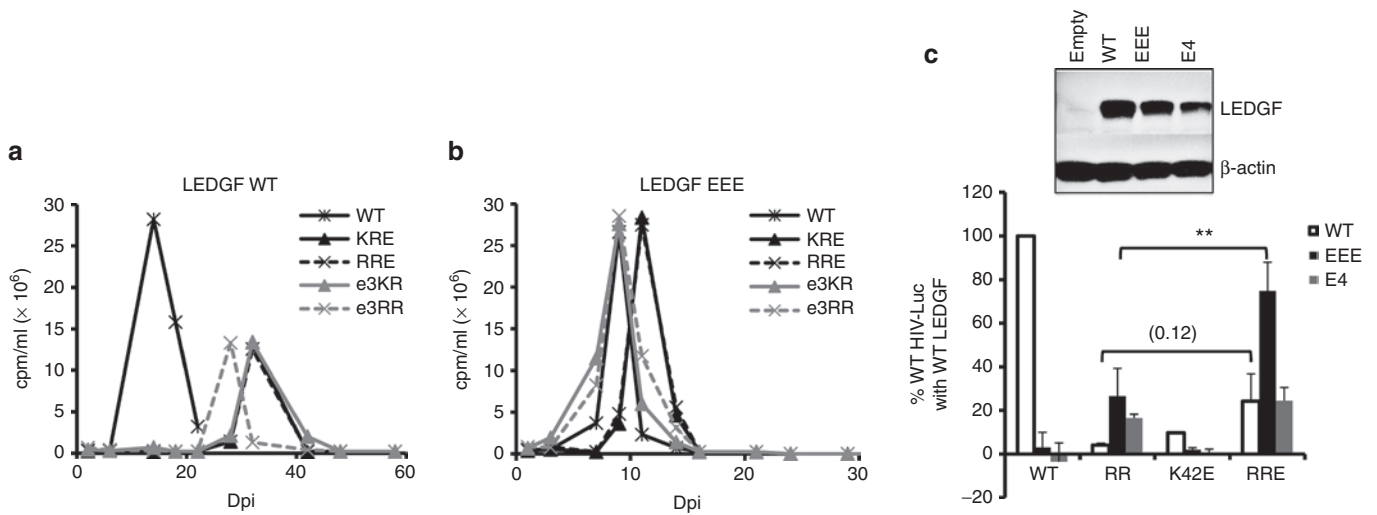 a
LEDGF WT
30
25
20
15
10
5
0
cpm/ml (× 10⁶)
0
20
40
60
Dpi
WT
KRE
RRE
e3KR
e3RR
b
LEDGF EEE
30
25
20
15
10
5
0
cpm/ml (× 10⁶)
0
10
20
30
Dpi
WT
KRE
RRE
e3KR
e3RR
c
Empty
WT
EEE
E4
LEDGF
β-actin
120
100
80
60
40
20
0
−20
% WT HIV-Luc
with WT LEDGF
**
(0.12)
WT
EEE
E4
WT
RR
K42E
RRE